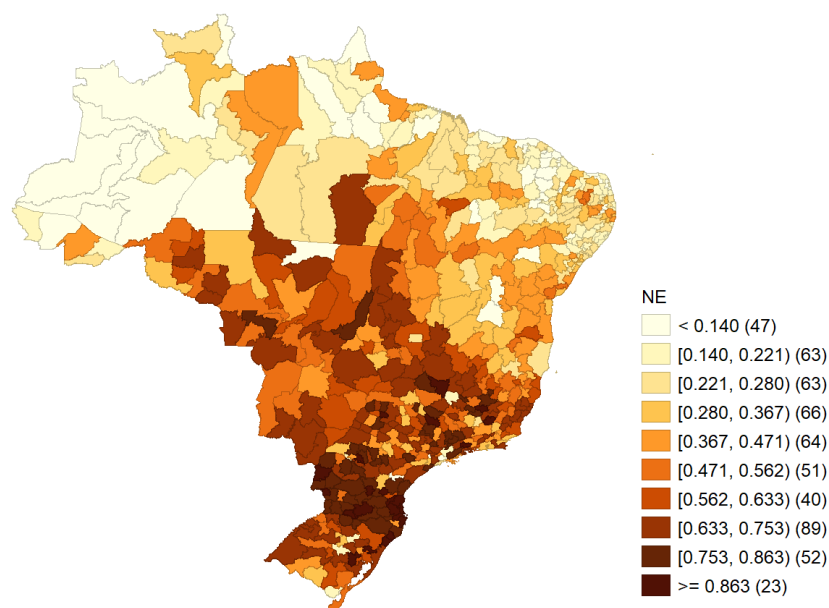 NE
< 0.140 (47)
[0.140, 0.221) (63)
[0.221, 0.280) (63)
[0.280, 0.367) (66)
[0.367, 0.471) (64)
[0.471, 0.562) (51)
[0.562, 0.633) (40)
[0.633, 0.753) (89)
[0.753, 0.863) (52)
>= 0.863 (23)